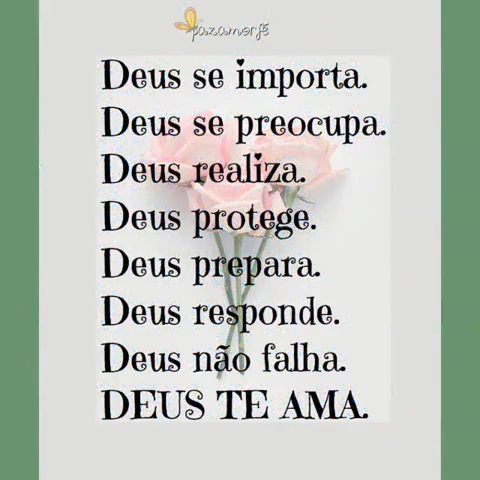 pazamorfé
Deus se importa.
Deus se preocupa.
Deus realiza.
Deus protege.
Deus prepara.
Deus responde.
Deus não falha.
DEUS TE AMA.